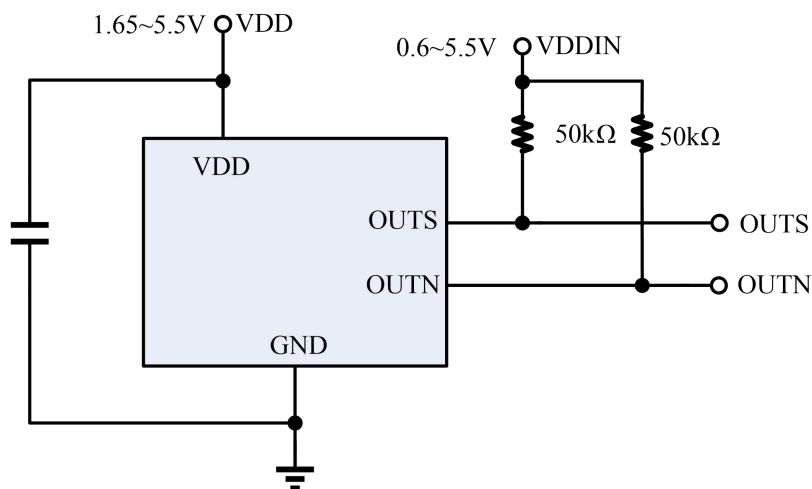 1.65~5.5V VDD
0.6~5.5V VDDIN
50kΩ 50kΩ
VDD
OUTS OUTS
OUTN OUTN
GND